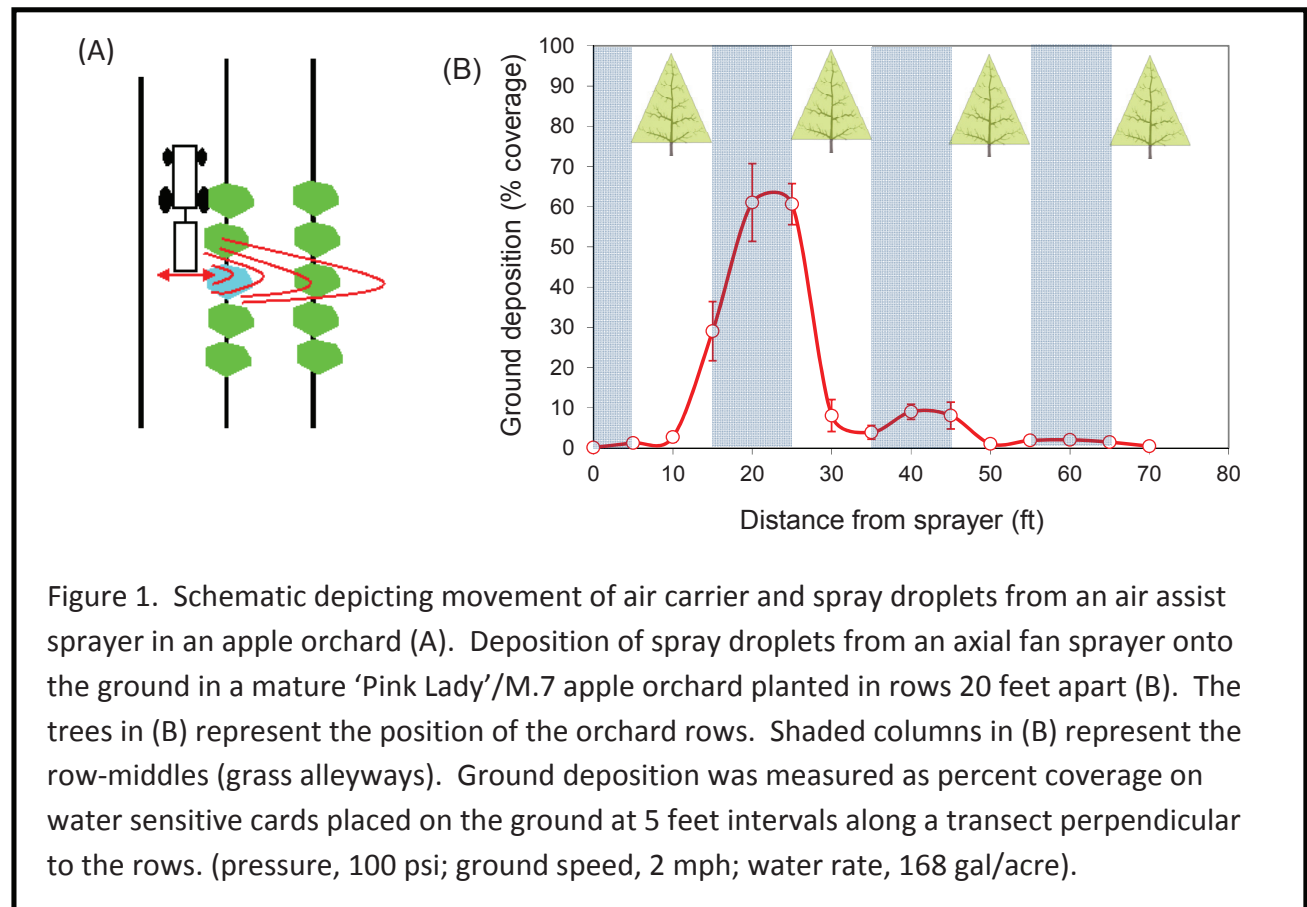 (A)
(B)
Ground deposition (% coverage)
100
90
80
70
60
50
40
30
20
10
0
0 10 20 30 40 50 60 70 80
Distance from sprayer (ft)
Figure 1.  Schematic depicting movement of air carrier and spray droplets from an air assist
sprayer in an apple orchard (A).  Deposition of spray droplets from an axial fan sprayer onto
the ground in a mature ‘Pink Lady’/M.7 apple orchard planted in rows 20 feet apart (B).  The
trees in (B) represent the position of the orchard rows.  Shaded columns in (B) represent the
row-middles (grass alleyways).  Ground deposition was measured as percent coverage on
water sensitive cards placed on the ground at 5 feet intervals along a transect perpendicular
to the rows. (pressure, 100 psi; ground speed, 2 mph; water rate, 168 gal/acre).